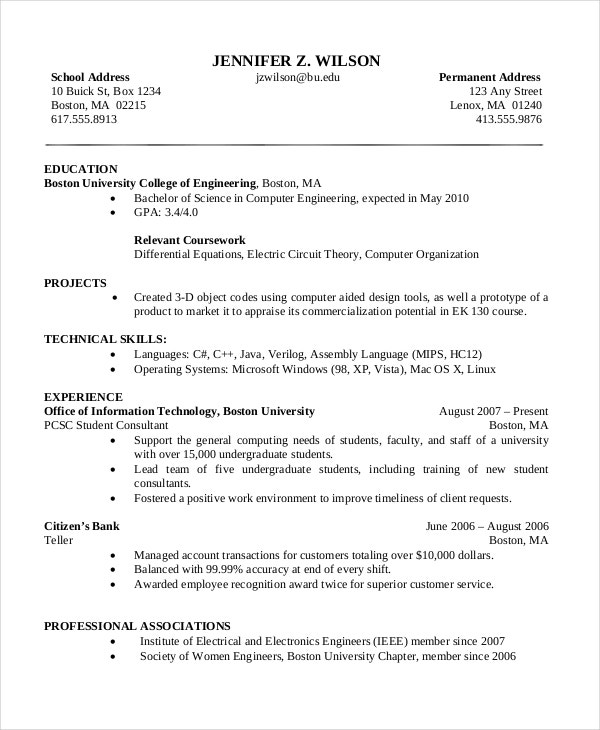 JENNIFER Z. WILSON
School Address jzwilson@bu.edu Permanent Address
10 Buick St, Box 1234 123 Any Street
Boston, MA 02215 Lenox, MA 01240
617.555.8913 413.555.9876
EDUCATION
Boston University College of Engineering, Boston, MA
• Bachelor of Science in Computer Engineering, expected in May 2010
• GPA: 3.4/4.0
Relevant Coursework
Differential Equations, Electric Circuit Theory, Computer Organization
PROJECTS
• Created 3-D object codes using computer aided design tools, as well a prototype of a
product to market it to appraise its commercialization potential in EK 130 course.
TECHNICAL SKILLS:
• Languages: C#, C++, Java, Verilog, Assembly Language (MIPS, HC12)
• Operating Systems: Microsoft Windows (98, XP, Vista), Mac OS X, Linux
EXPERIENCE
Office of Information Technology, Boston University August 2007 – Present
PCSC Student Consultant Boston, MA
• Support the general computing needs of students, faculty, and staff of a university
with over 15,000 undergraduate students.
• Lead team of five undergraduate students, including training of new student
consultants.
• Fostered a positive work environment to improve timeliness of client requests.
Citizen’s Bank June 2006 – August 2006
Teller Boston, MA
• Managed account transactions for customers totaling over $10,000 dollars.
• Balanced with 99.99% accuracy at end of every shift.
• Awarded employee recognition award twice for superior customer service.
PROFESSIONAL ASSOCIATIONS
• Institute of Electrical and Electronics Engineers (IEEE) member since 2007
• Society of Women Engineers, Boston University Chapter, member since 2006